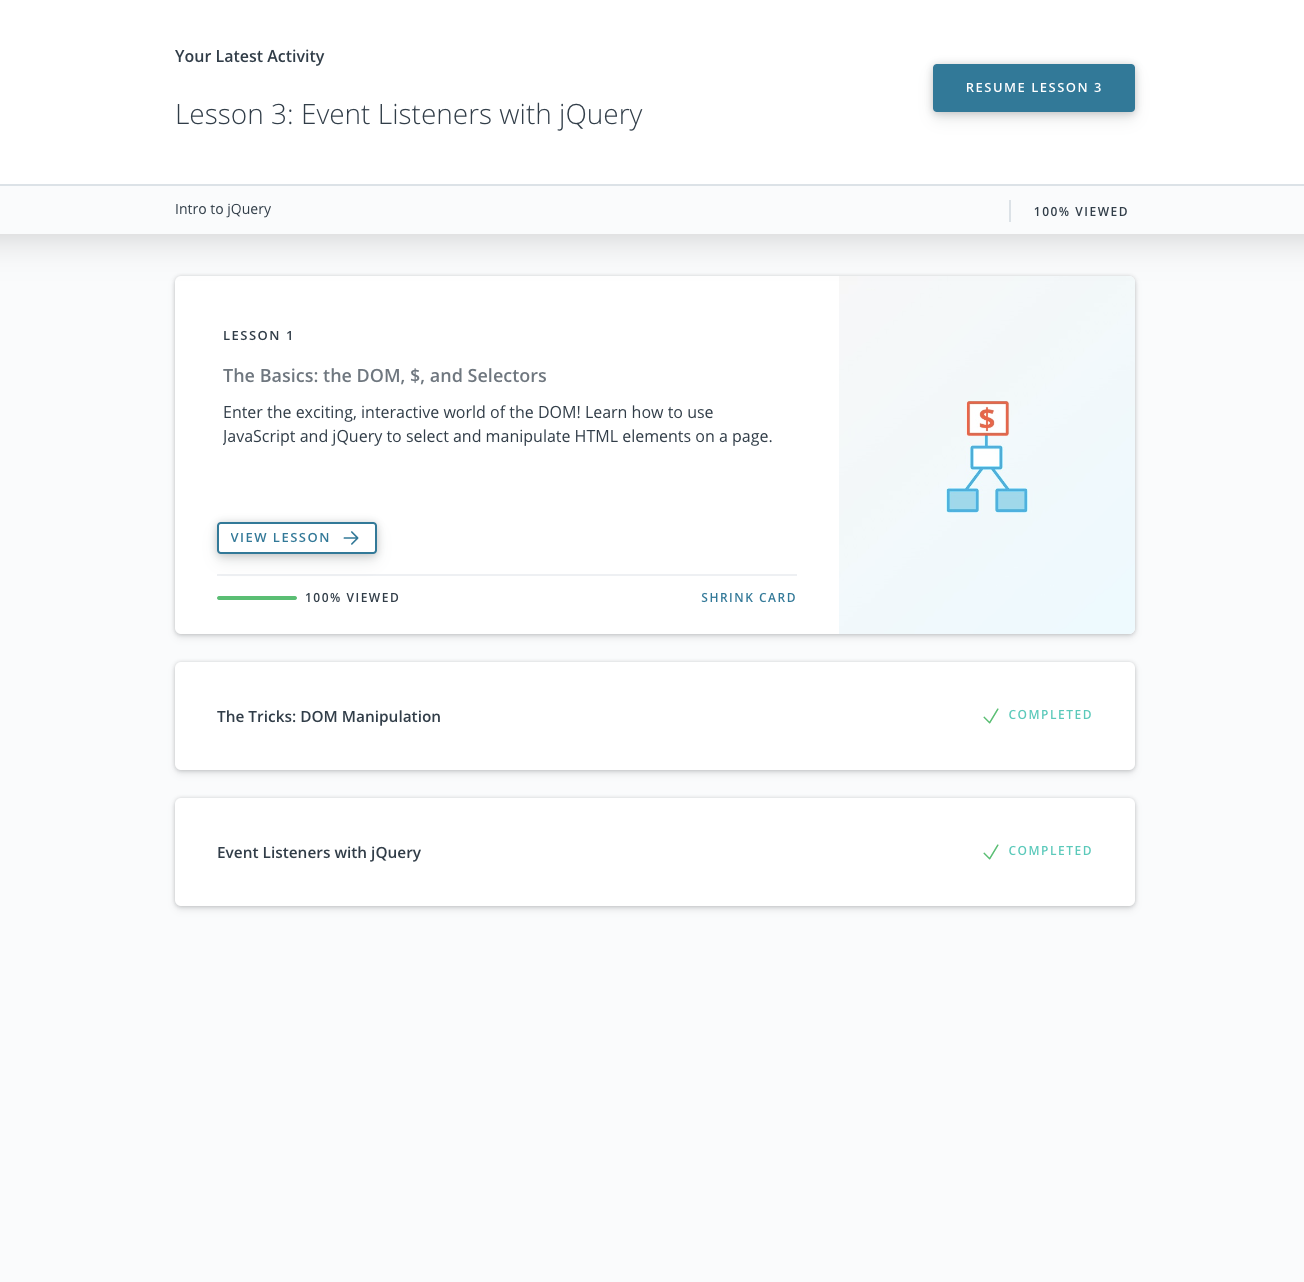 Your Latest Activity
RESUME LESSON 3
Lesson 3: Event Listeners with jQuery
Intro to jQuery
100% VIEWED
LESSON 1
The Basics: the DOM, $, and Selectors
Enter the exciting, interactive world of the DOM! Learn how to use
JavaScript and jQuery to select and manipulate HTML elements on a page.
$
VIEW LESSON
100% VIEWED
SHRINK CARD
The Tricks: DOM Manipulation
COMPLETED
Event Listeners with jQuery
COMPLETED